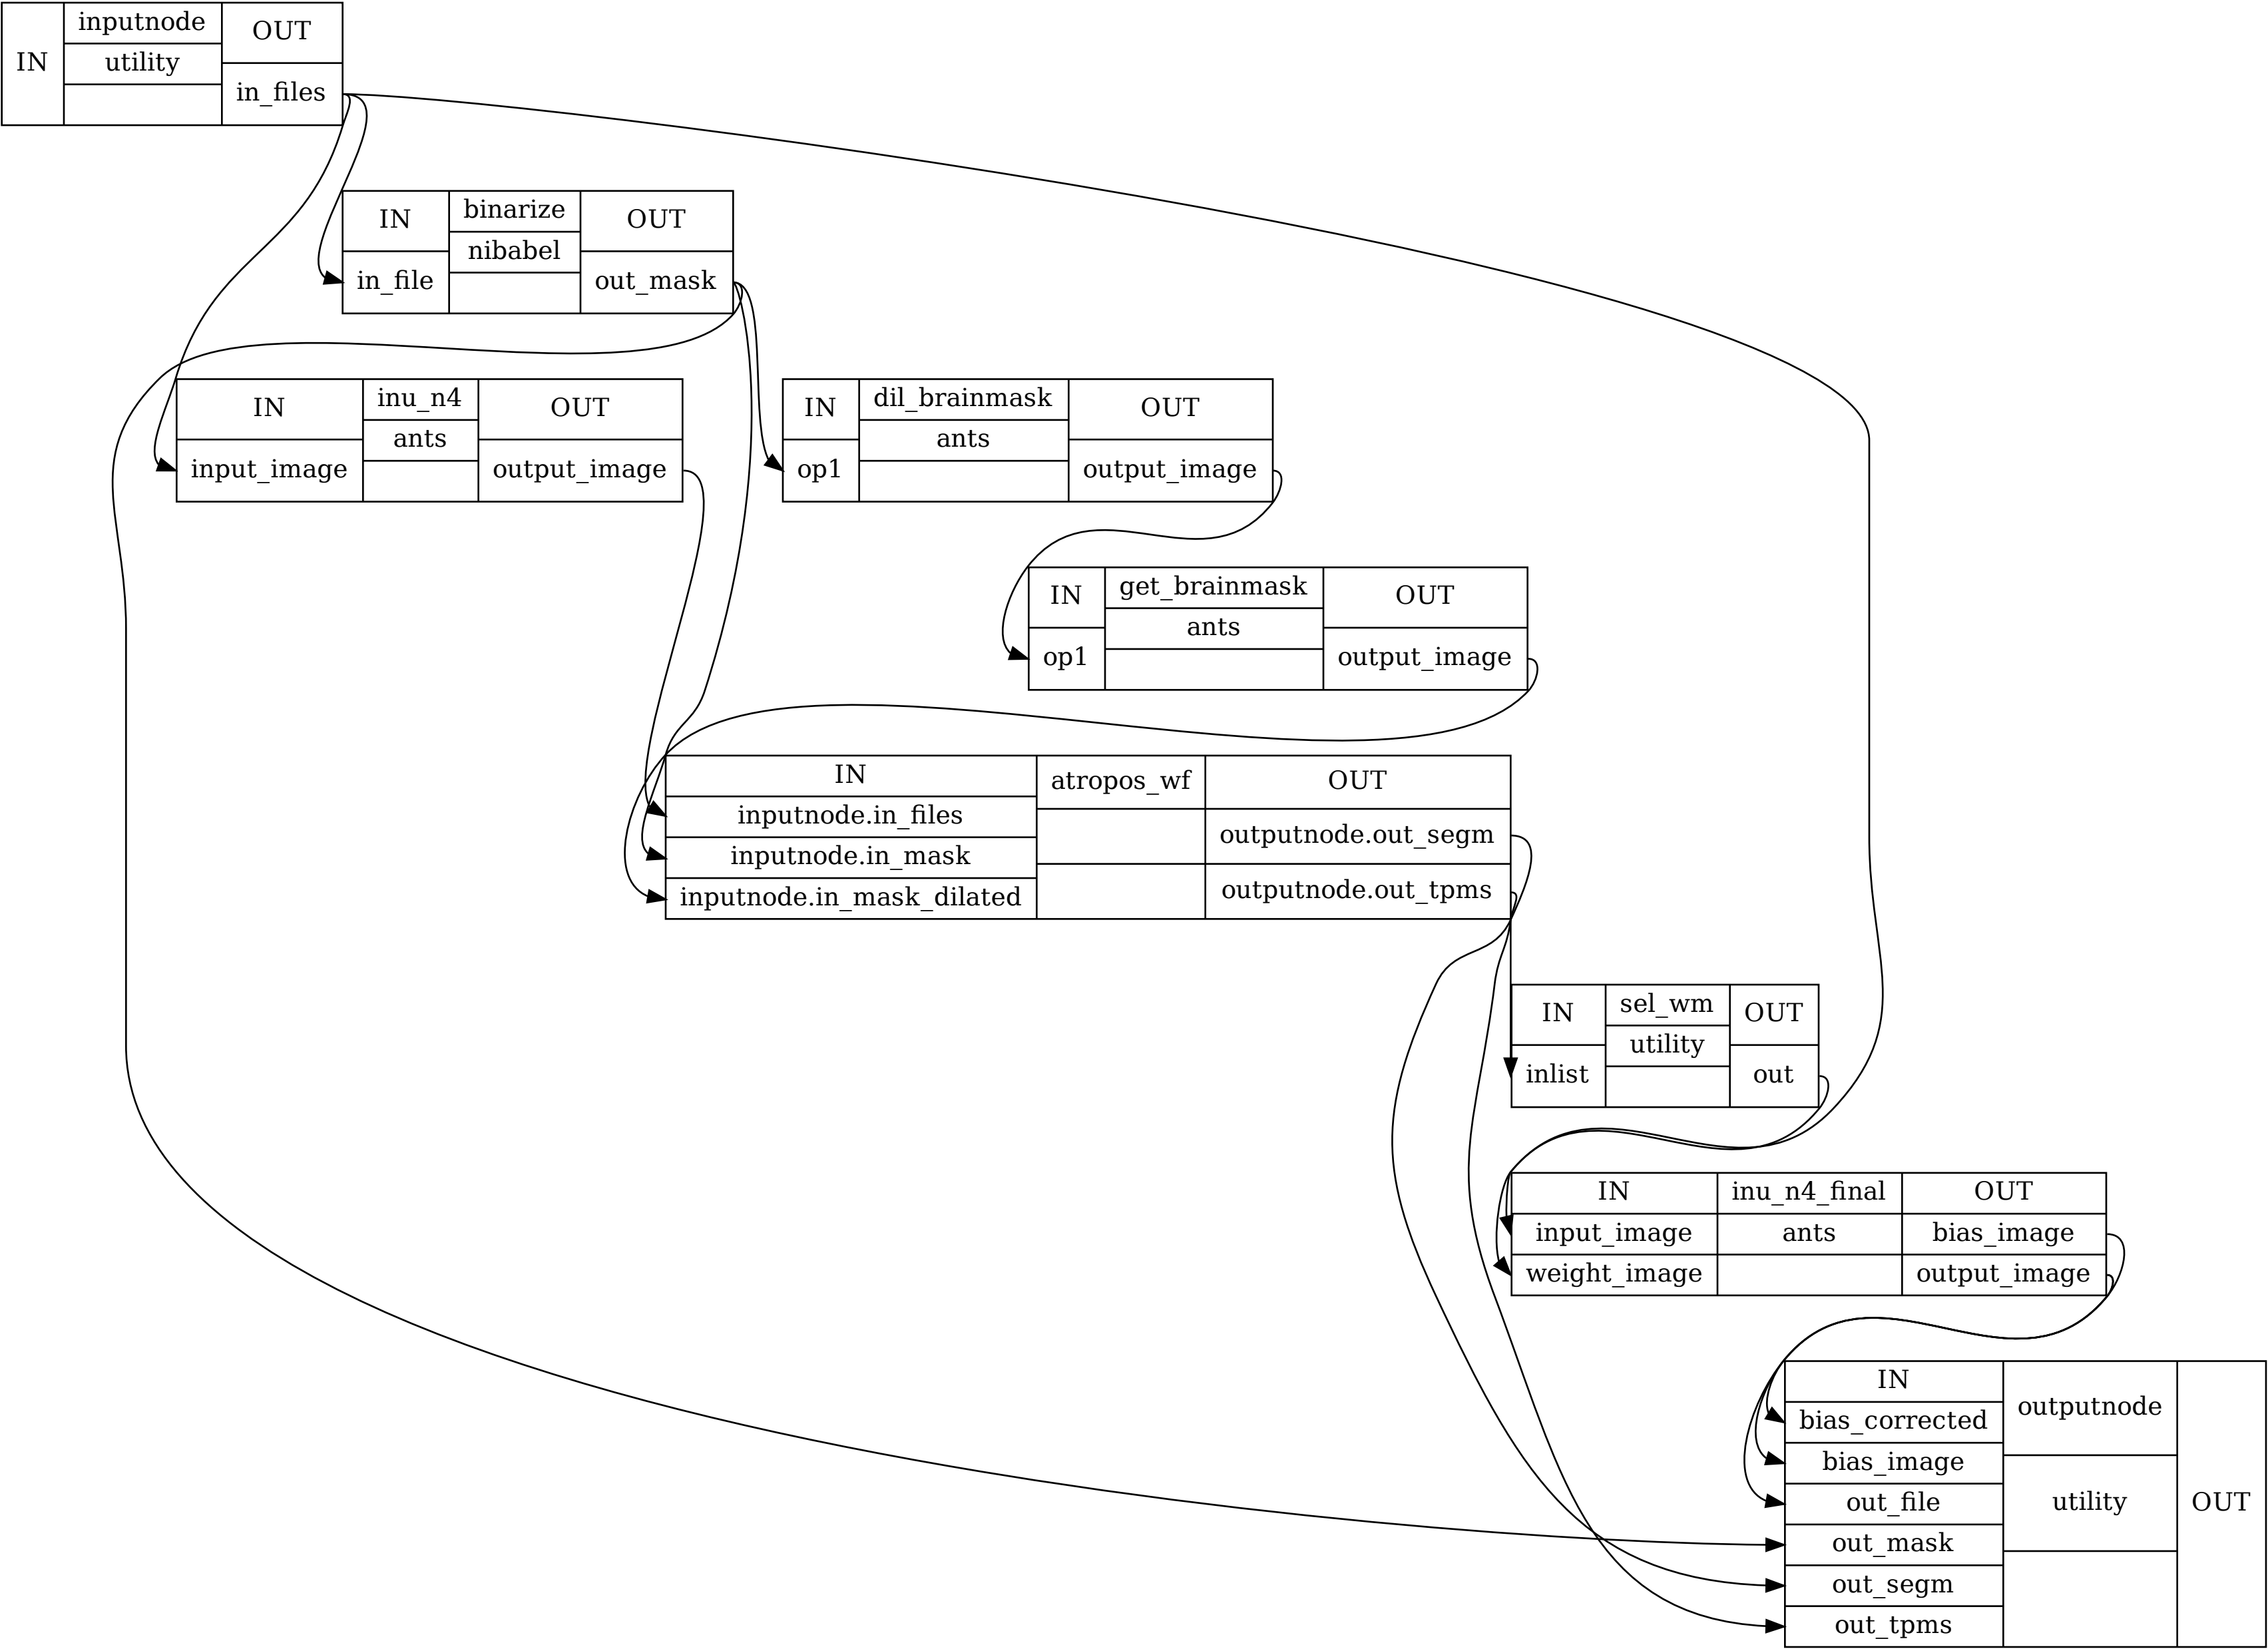 IN
inputnode
utility
OUT
in_files
IN
in_file
binarize
nibabel
OUT
out_mask
IN
input_image
inu_n4
ants
OUT
output_image
IN
op1
dil_brainmask
ants
OUT
output_image
IN
op1
get_brainmask
ants
OUT
output_image
IN
inputnode.in_files
inputnode.in_mask
inputnode.in_mask_dilated
atropos_wf
OUT
outputnode.out_segm
outputnode.out_tpms
IN
inlist
sel_wm
utility
OUT
out
IN
input_image
weight_image
inu_n4_final
ants
OUT
bias_image
output_image
IN
bias_corrected
bias_image
out_file
out_mask
out_segm
out_tpms
outputnode
utility
OUT